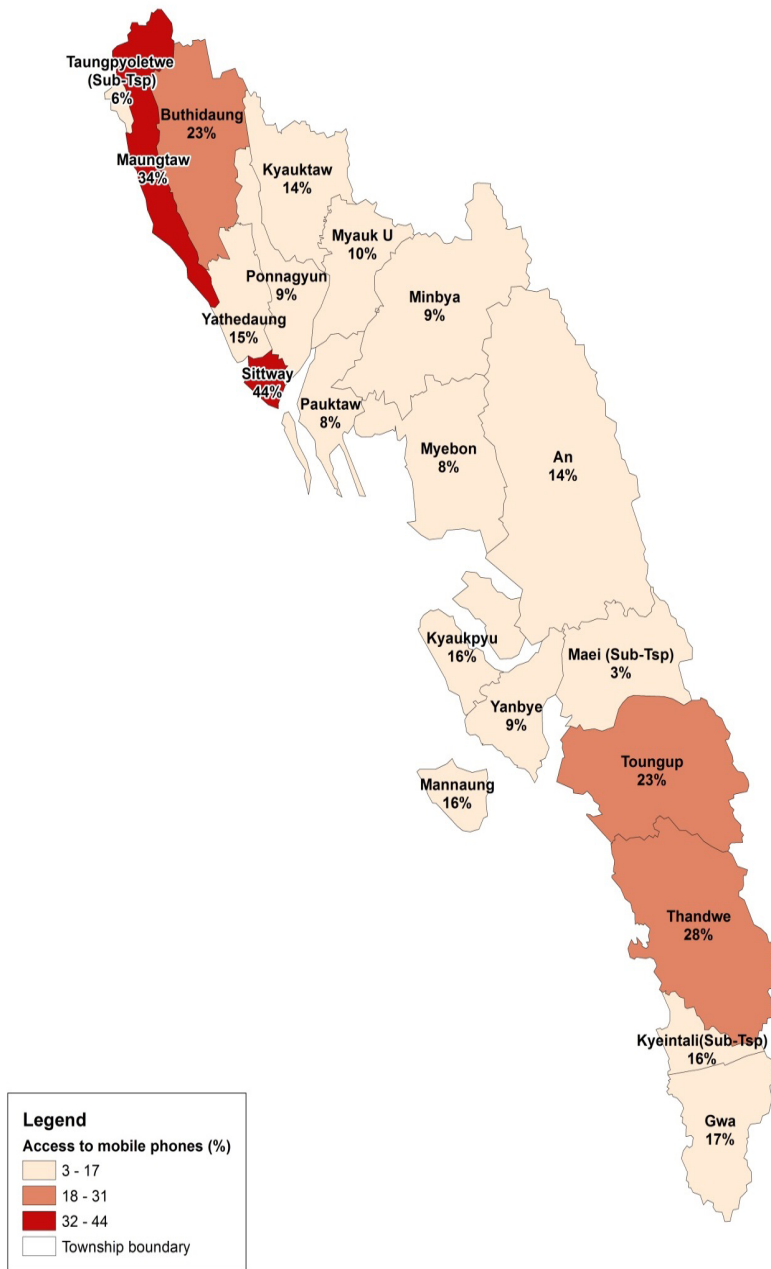 Taungpyoletwe
(Sub-Tsp)
6%
Buthidaung
23%
Maungtaw
34%
Kyauktaw
14%
Myauk U
10%
Ponnagyun
9%
Minbya
9%
Yathedaung
15%
Sittway
44%
Pauktaw
8%
Myebon
8%
An
14%
Kyaukpyu
16%
Maei (Sub-Tsp)
3%
Yanbye
9%
Toungup
23%
Mannaung
16%
Thandwe
28%
Kyeintali(Sub-Tsp)
16%
Gwa
17%
Legend
Access to mobile phones (%)
3 - 17
18 - 31
32 - 44
Township boundary